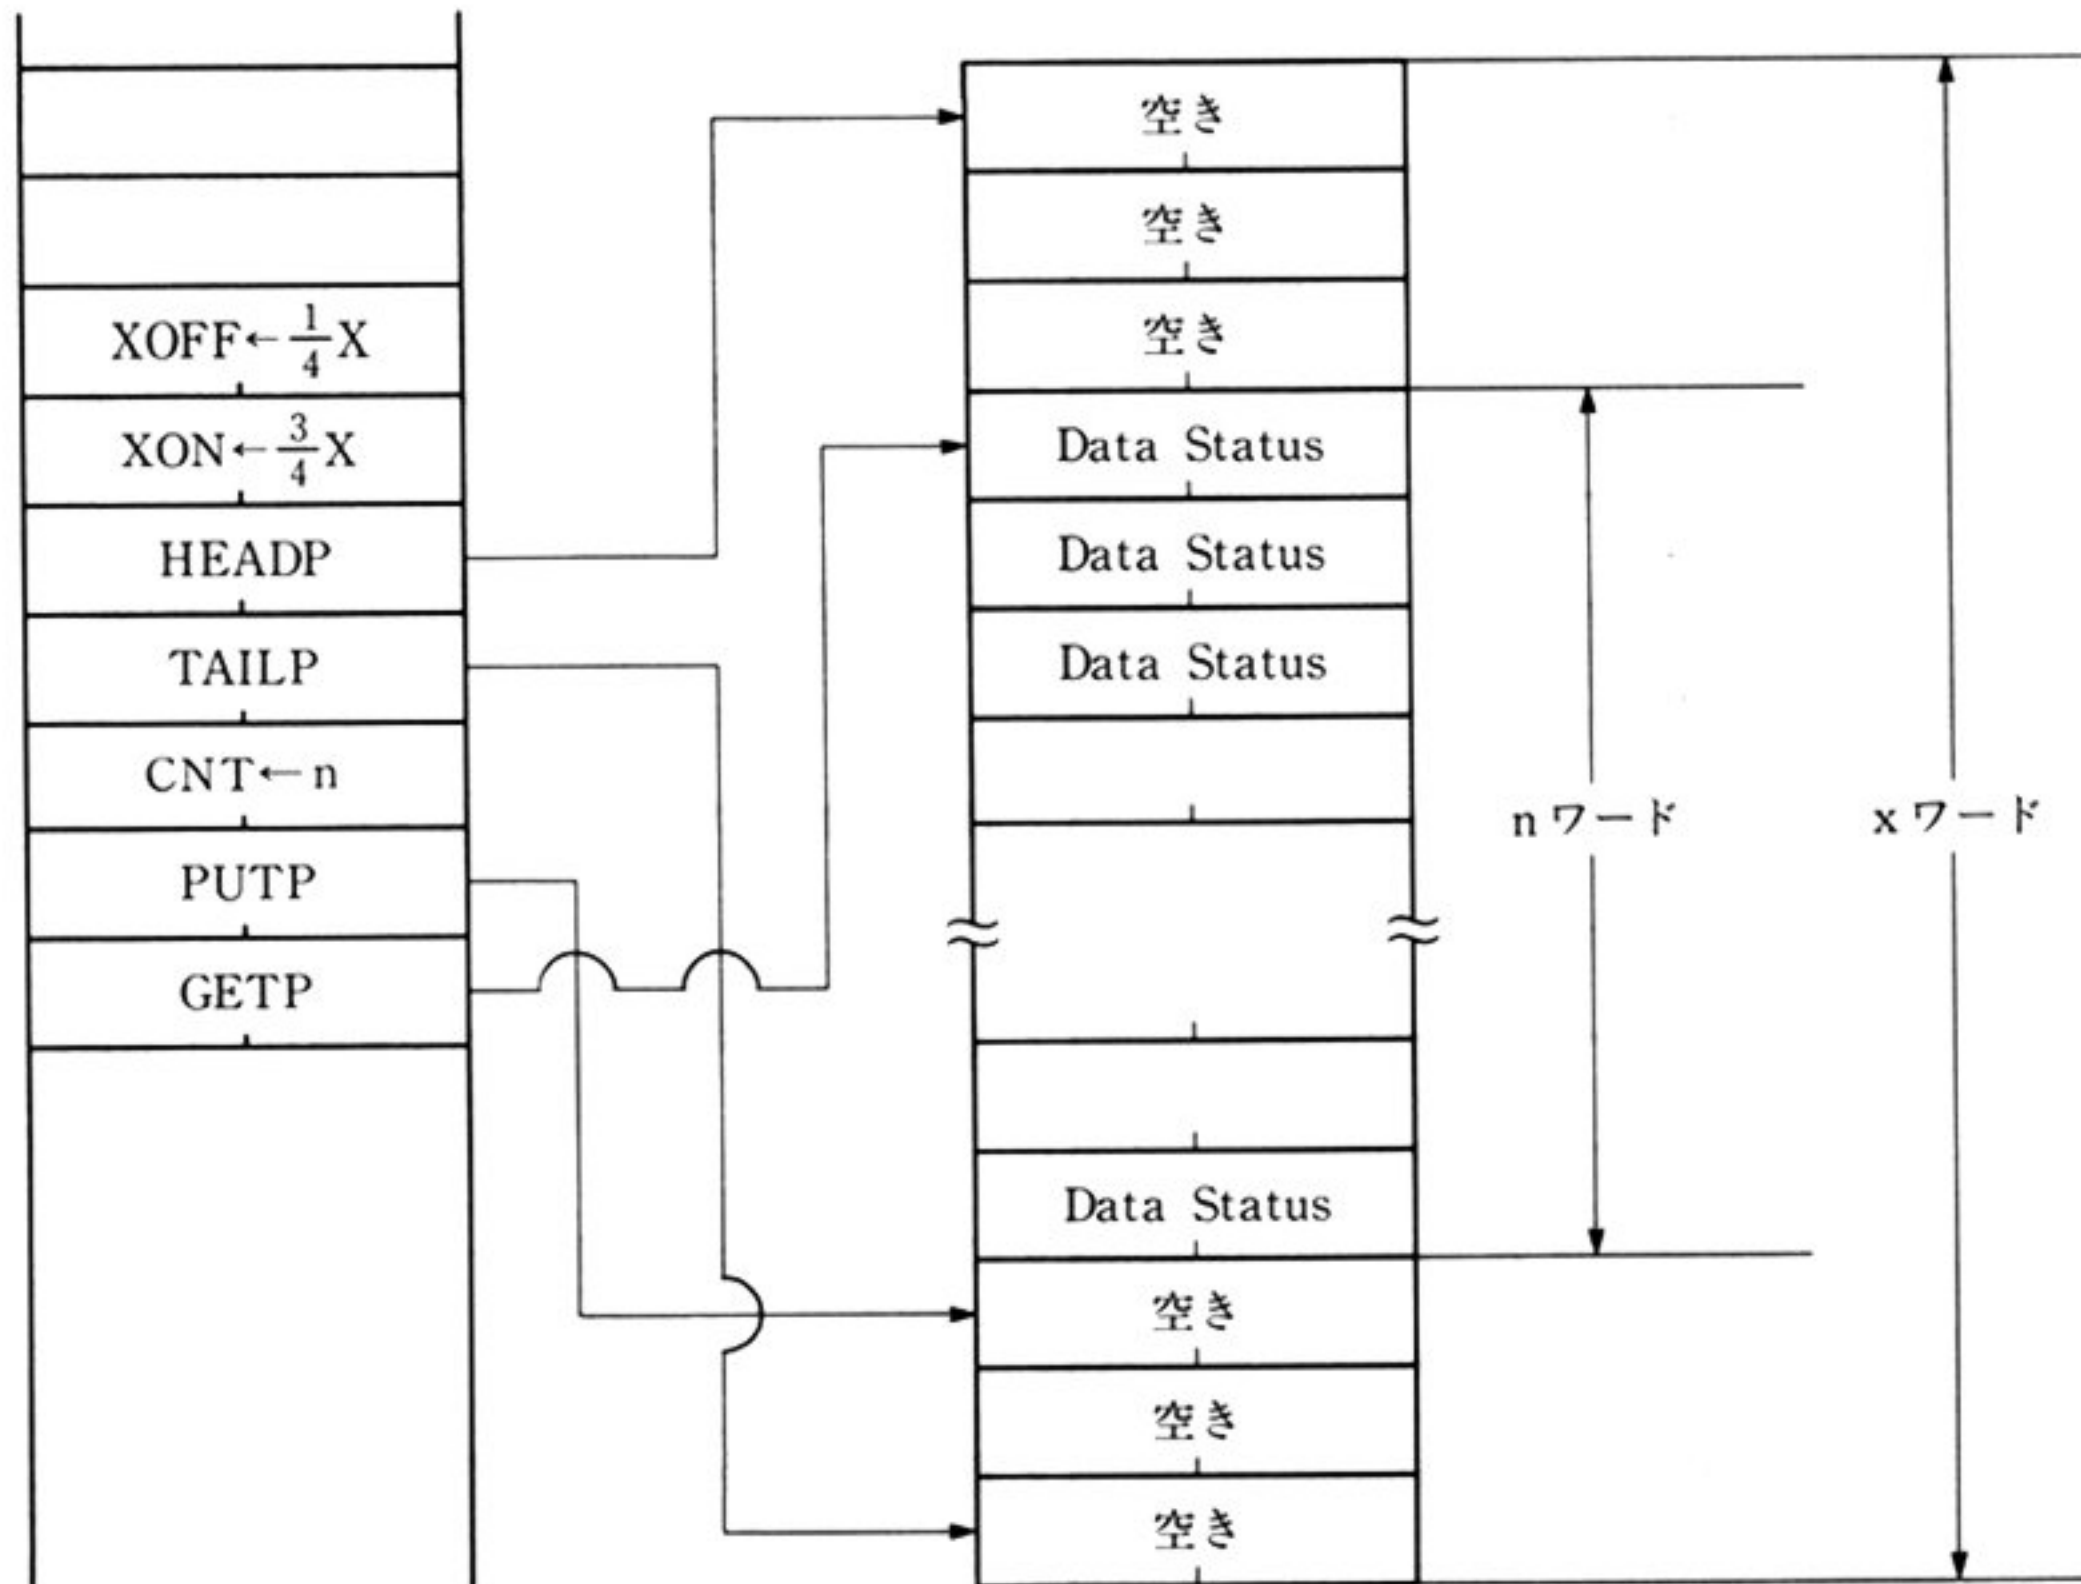 XOFF←1/4X
XON←3/4X
HEADP
TAILP
CNT←n
PUTP
GETP
空き
空き
空き
Data Status
Data Status
Data Status
Data Status
空き
空き
空き
nワード
xワード